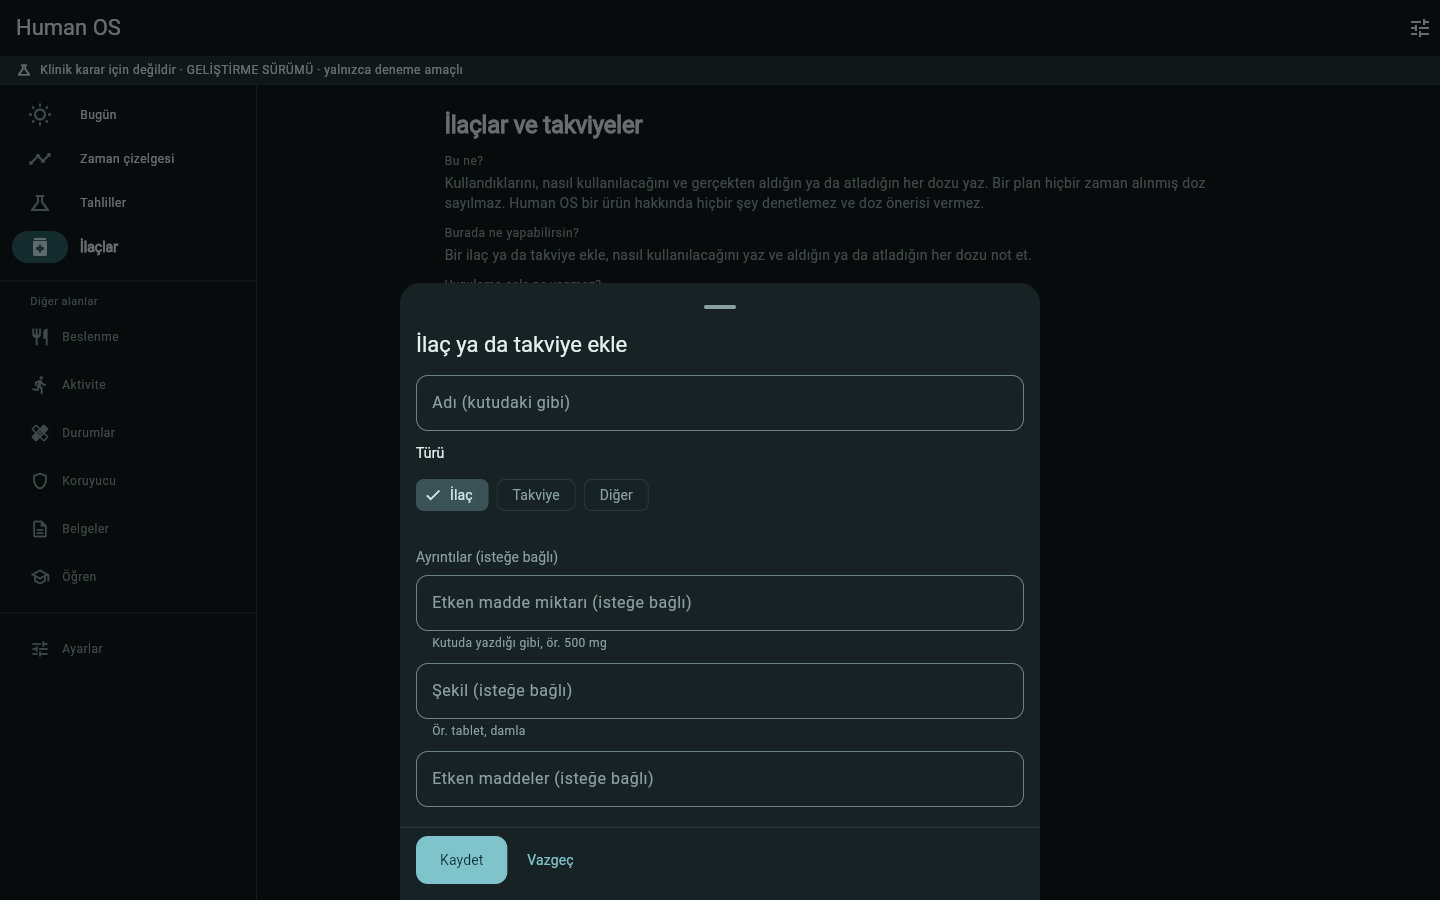 Human OS
Klinik karar için değildir · GELİŞTİRME SÜRÜMÜ · yalnızca deneme amaçlı
Bugün
Zaman çizelgesi
Tahliller
İlaçlar
Diğer alanlar
Beslenme
Aktivite
Durumlar
Koruyucu
Belgeler
Öğren
Ayarlar
İlaçlar ve takviyeler
Bu ne?
Kullandıklarını, nasıl kullanılacağını ve gerçekten aldığın ya da atladığın her dozu yaz. Bir plan hiçbir zaman alınmış doz
sayılmaz. Human OS bir ürün hakkında hiçbir şey denetlemez ve doz önerisi vermez.
Burada ne yapabilirsin?
Bir ilaç ya da takviye ekle, nasıl kullanılacağını yaz ve aldığın ya da atladığın her dozu not et.
İlaç ya da takviye ekle
Adı (kutudaki gibi)
Türü
İlaç
Takviye
Diğer
Ayrıntılar (isteğe bağlı)
Etken madde miktarı (isteğe bağlı)
Kutuda yazdığı gibi, ör. 500 mg
Şekil (isteğe bağlı)
Ör. tablet, damla
Etken maddeler (isteğe bağlı)
Kaydet
Vazgeç